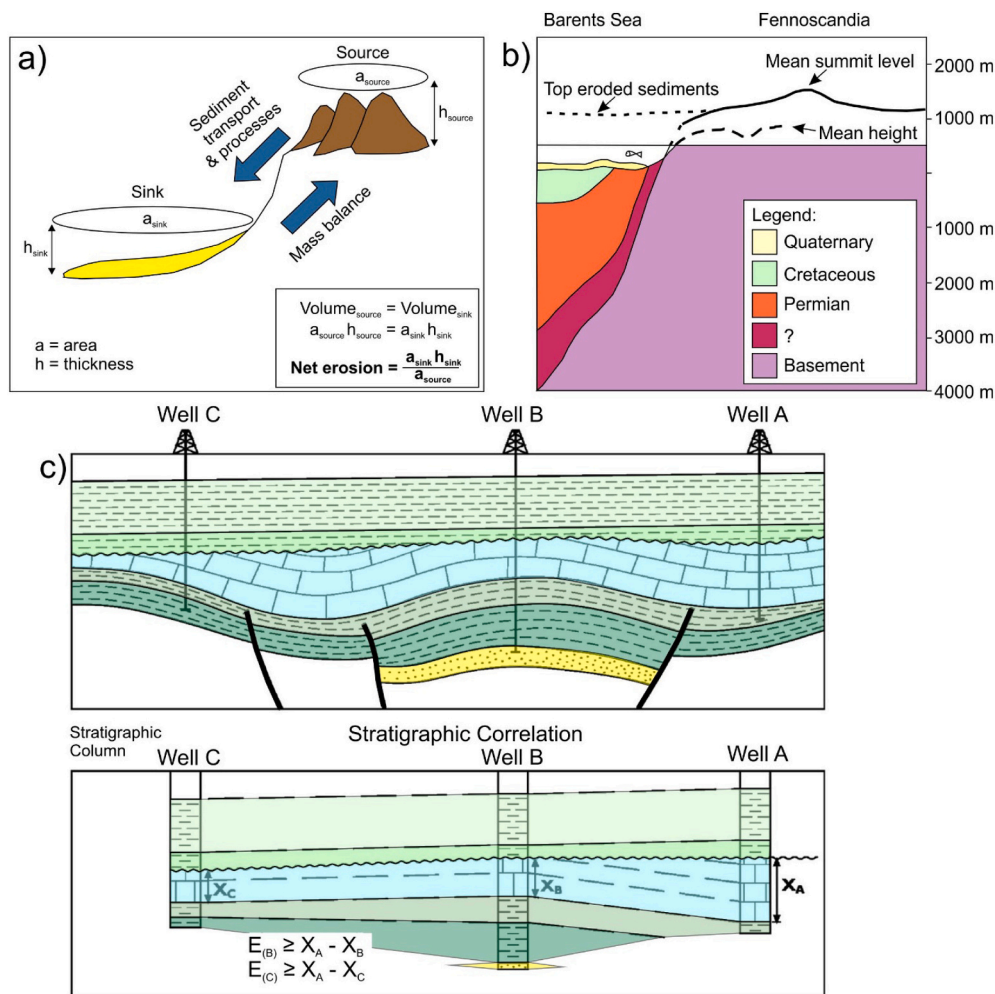 a)
Source
a_source
h_source
Sediment
transport
& processes
Mass balance
Sink
a_sink
h_sink
a = area
h = thickness
Volume_source = Volume_sink
a_source h_source = a_sink h_sink
Net erosion = a_sink h_sink / a_source
Barents Sea
Fennoscandia
b)
Mean summit level
Top eroded sediments
Mean height
2000 m
1000 m
1000 m
2000 m
3000 m
4000 m
Legend:
Quaternary
Cretaceous
Permian
?
Basement
c)
Well C
Well B
Well A
Stratigraphic
Column
Stratigraphic Correlation
Well C
Well B
Well A
X_C
X_B
X_A
E_(B) ≥ X_A - X_B
E_(C) ≥ X_A - X_C